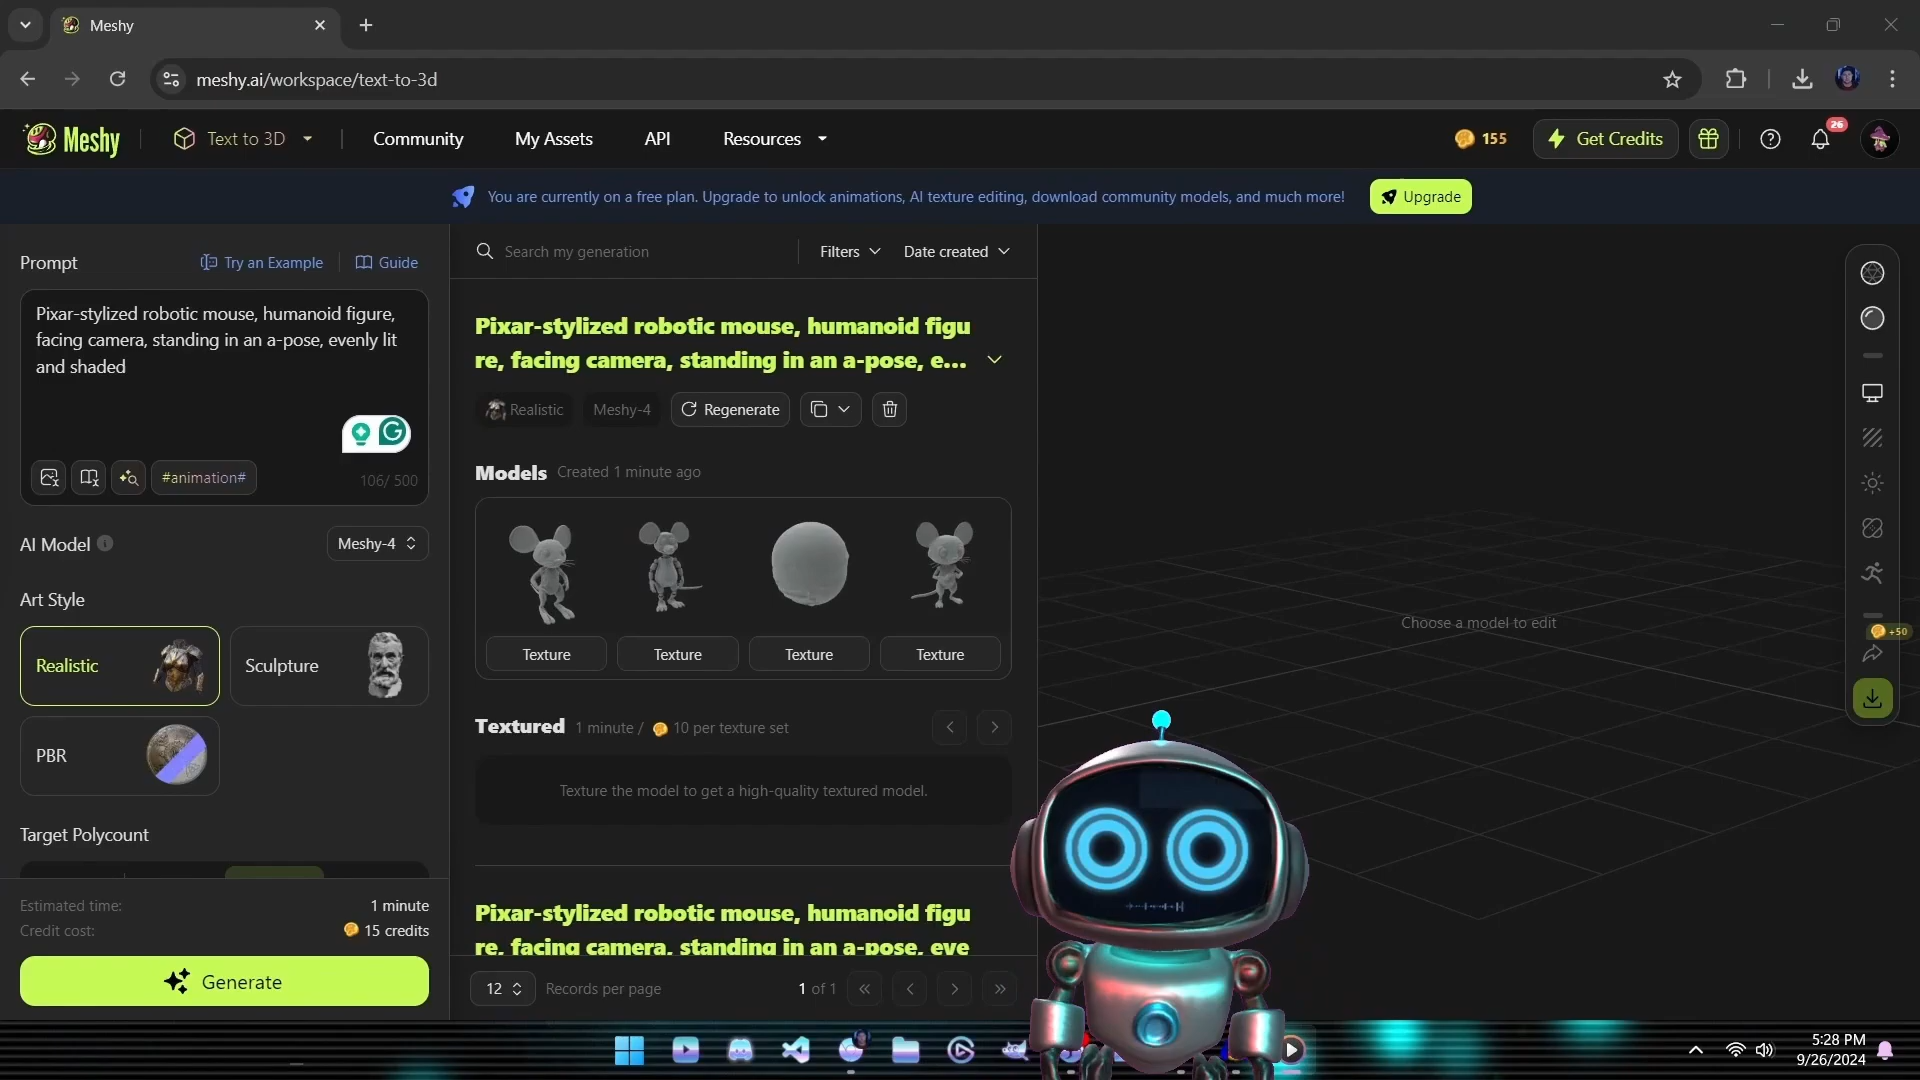 Meshy
meshy.ai/workspace/text-to-3d
Meshy
Text to 3D
Community
My Assets
API
Resources
155
Get Credits
26
You are currently on a free plan. Upgrade to unlock animations, AI texture editing, download community models, and much more!
Upgrade
Prompt
Try an Example
Guide
Pixar-stylized robotic mouse, humanoid figure,
facing camera, standing in an a-pose, evenly lit
and shaded
#animation#
106/ 500
AI Model
Meshy-4
Art Style
Realistic
Sculpture
PBR
Target Polycount
Estimated time:
1 minute
Credit cost:
15 credits
Generate
Search my generation
Filters
Date created
Pixar-stylized robotic mouse, humanoid figu
re, facing camera, standing in an a-pose, e...
Realistic
Meshy-4
Regenerate
Models
Created 1 minute ago
Texture
Texture
Texture
Texture
Textured
1 minute /
10 per texture set
Texture the model to get a high-quality textured model.
Pixar-stylized robotic mouse, humanoid figu
re, facing camera, standing in an a-pose, eve
12
Records per page
1 of 1
Choose a model to edit
+50
5:28 PM
9/26/2024